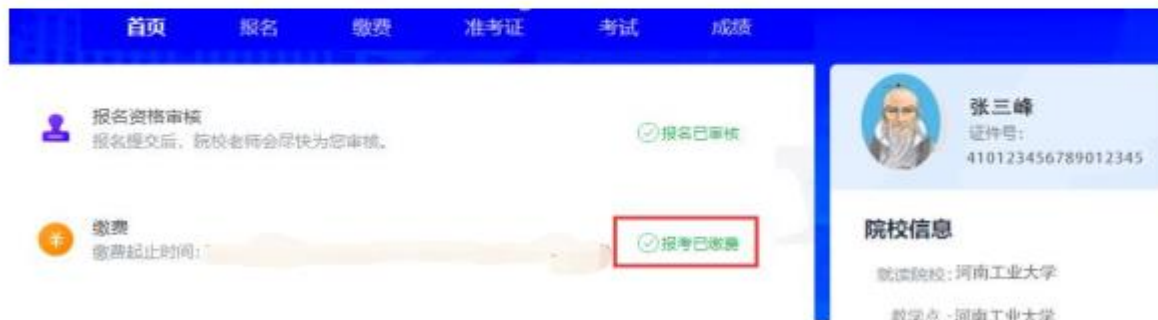 首页 报名 缴费 准考证 考试 成绩
报名资格审核
报名提交后，院校老师会尽快为您审核。
报名已审核
缴费
缴费起止时间:
报考已缴费
张三峰
证件号:
410123456789012345
院校信息
就读院校:河南工业大学
教学点:河南工业大学